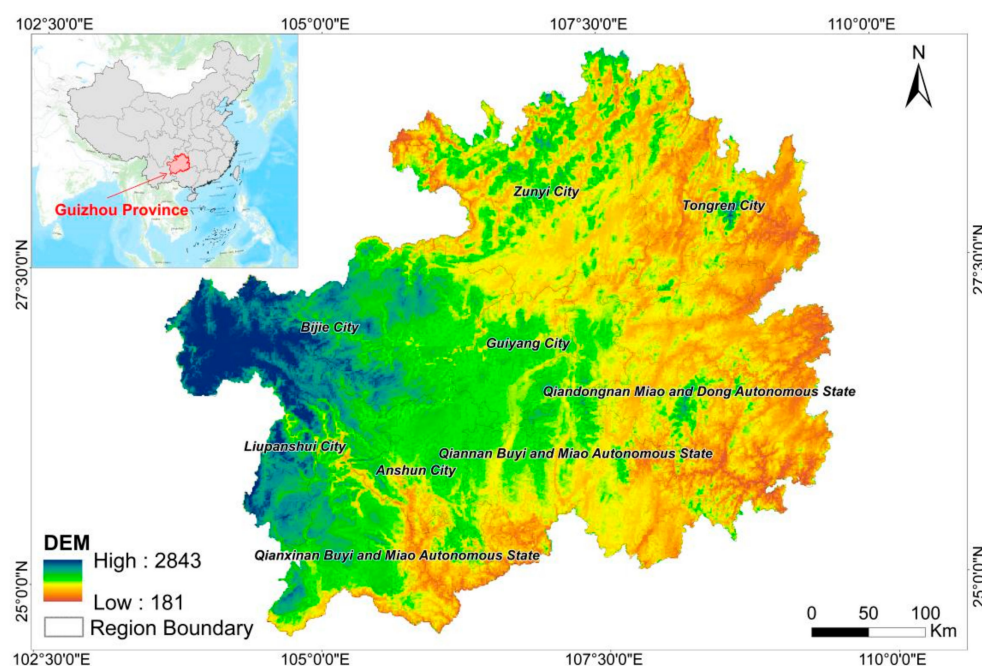 102°30'0"E
105°0'0"E
107°30'0"E
110°0'0"E
N
Guizhou Province
Zunyi City
Tongren City
27°30'0"N
27°30'0"N
Bijie City
Guiyang City
Qiandongnan Miao and Dong Autonomous State
Liupanshui City
Qiannan Buyi and Miao Autonomous State
Anshun City
DEM
High : 2843
Low : 181
Region Boundary
Qianxinan Buyi and Miao Autonomous State
25°0'0"N
25°0'0"N
0 50 100
Km
102°30'0"E
105°0'0"E
107°30'0"E
110°0'0"E